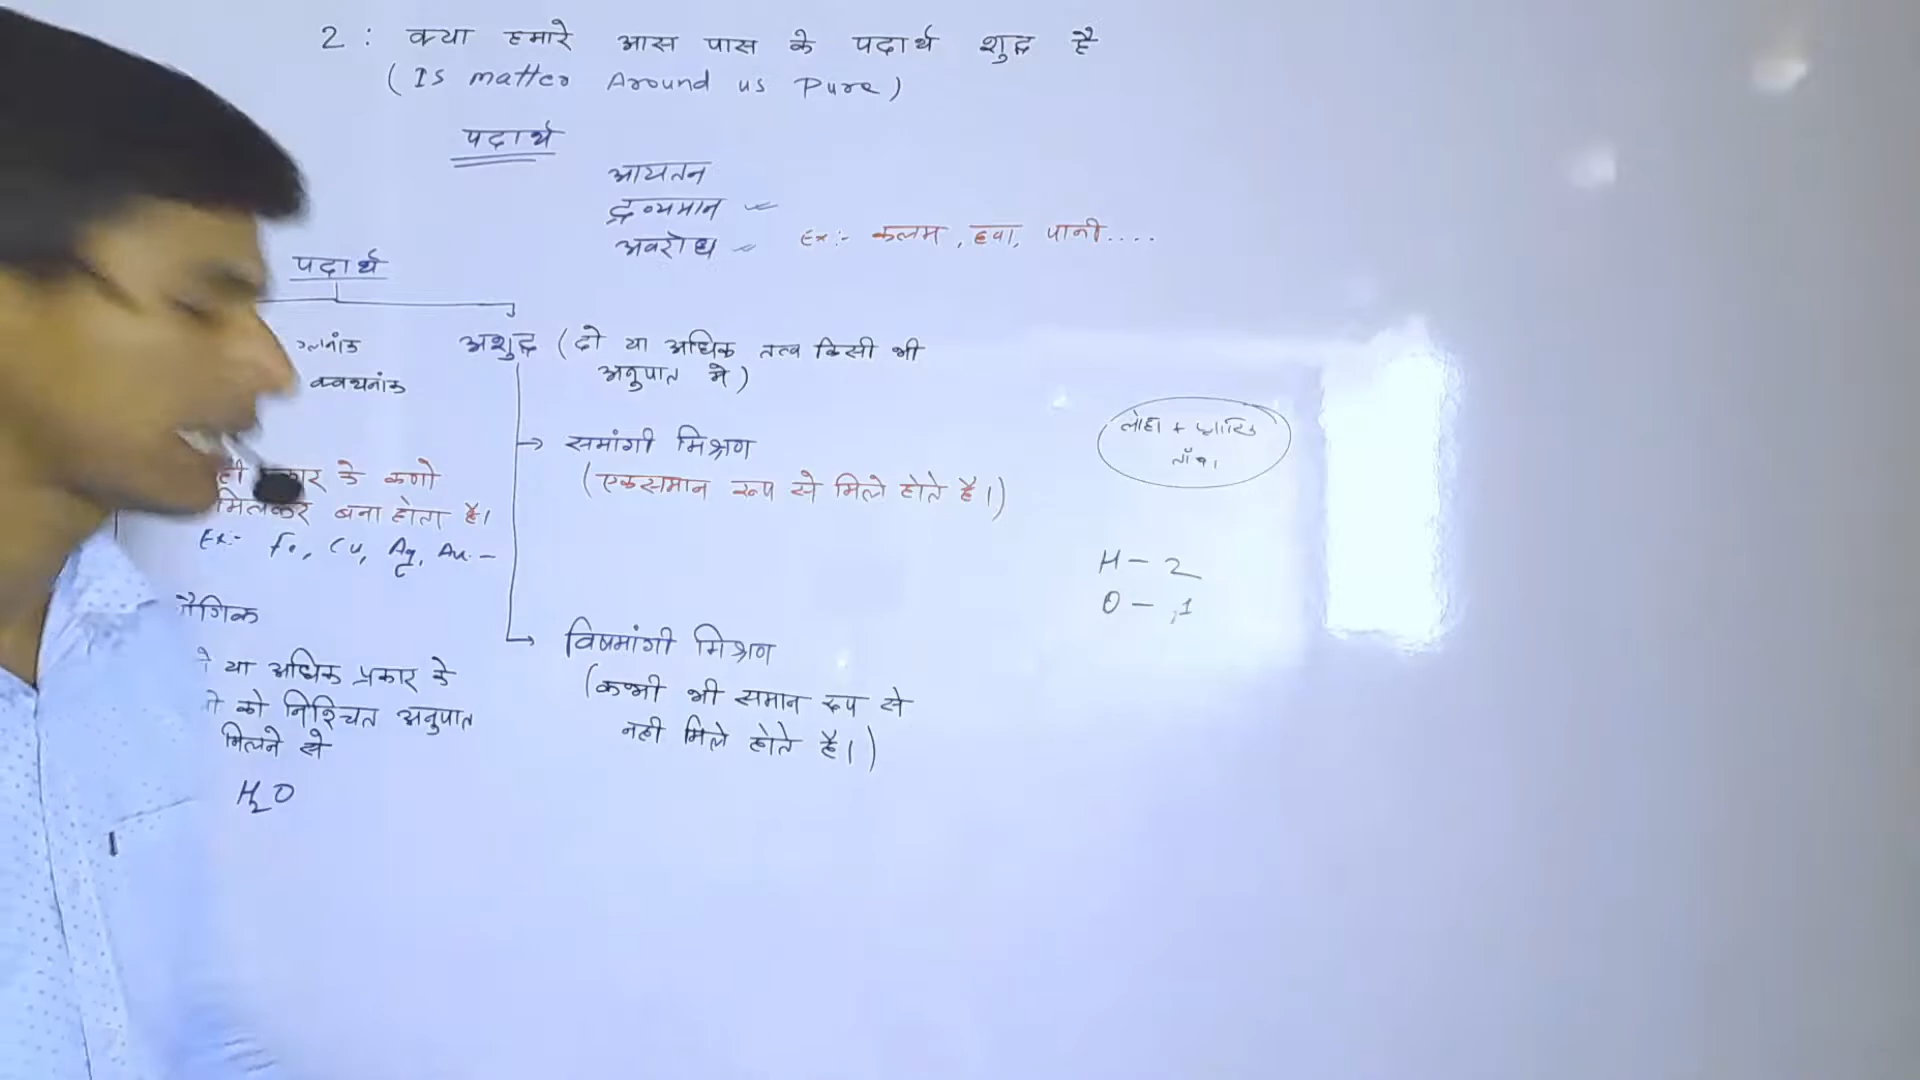 2 : क्या हमारे आस पास के पदार्थ शुद्ध है
(Is matter Around us Pure)
पदार्थ
आयतन
द्रव्यमान
अवरोध
Ex:- कलम, हवा, पानी....
पदार्थ
क्वथनांक
अशुद्ध (दो या अधिक तत्व किसी भी
अनुपात मे)
के कणो
मिलकर बना होता है।
Ex:- Fe, Cu, Ag, Au -
या अधिक प्रकार के
को निश्चित अनुपात
मिलने से
H2O
समांगी मिश्रण
(एकसमान रूप से मिले होते है।)
विषमांगी मिश्रण
(कभी भी समान रूप से
नही मिले होते है।)
लोहा +
H - 2
O - 1